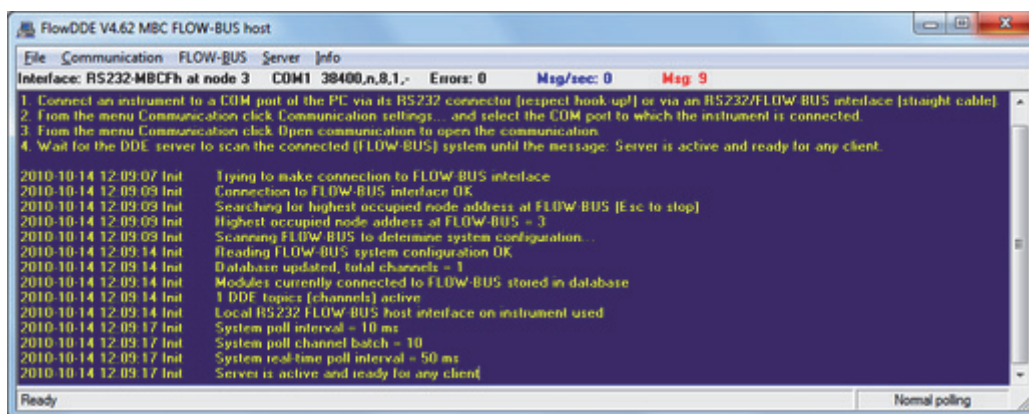 FlowDDE V4.62 MBC FLOW-BUS host
File Communication FLOW-BUS Server Info
Interface: RS232-MBCFh at node 3 COM1 38400,n,8,1,- Errors: 0 Msg/sec: 0 Msg: 9
1. Connect an instrument to a COM port of the PC via its RS232 connector (respect hook up!) or via an RS232/FLOW-BUS interface (straight cable).
2. From the menu Communication click Communication settings... and select the COM port to which the instrument is connected.
3. From the menu Communication click Open communication to open the communication
4. Wait for the DDE server to scan the connected (FLOW-BUS) system until the message: Server is active and ready for any client.
2010-10-14 12:09:07 Init Trying to make connection to FLOW-BUS interface
2010-10-14 12:09:09 Init Connection to FLOW-BUS interface OK
2010-10-14 12:09:09 Init Searching for highest occupied node address at FLOW-BUS (Esc to stop)
2010-10-14 12:09:09 Init Highest occupied node address at FLOW-BUS = 3
2010-10-14 12:09:09 Init Scanning FLOW-BUS to determine system configuration...
2010-10-14 12:09:14 Init Reading FLOW-BUS system configuration OK
2010-10-14 12:09:14 Init Database updated, total channels = 1
2010-10-14 12:09:14 Init Modules currently connected to FLOW-BUS stored in database
2010-10-14 12:09:14 Init 1 DDE topics (channels) active
2010-10-14 12:09:14 Init Local RS232 FLOW-BUS host interface on instrument used
2010-10-14 12:09:17 Init System poll interval = 10 ms
2010-10-14 12:09:17 Init System poll channel batch = 10
2010-10-14 12:09:17 Init System real-time poll interval = 50 ms
2010-10-14 12:09:17 Init Server is active and ready for any client
Ready Normal polling